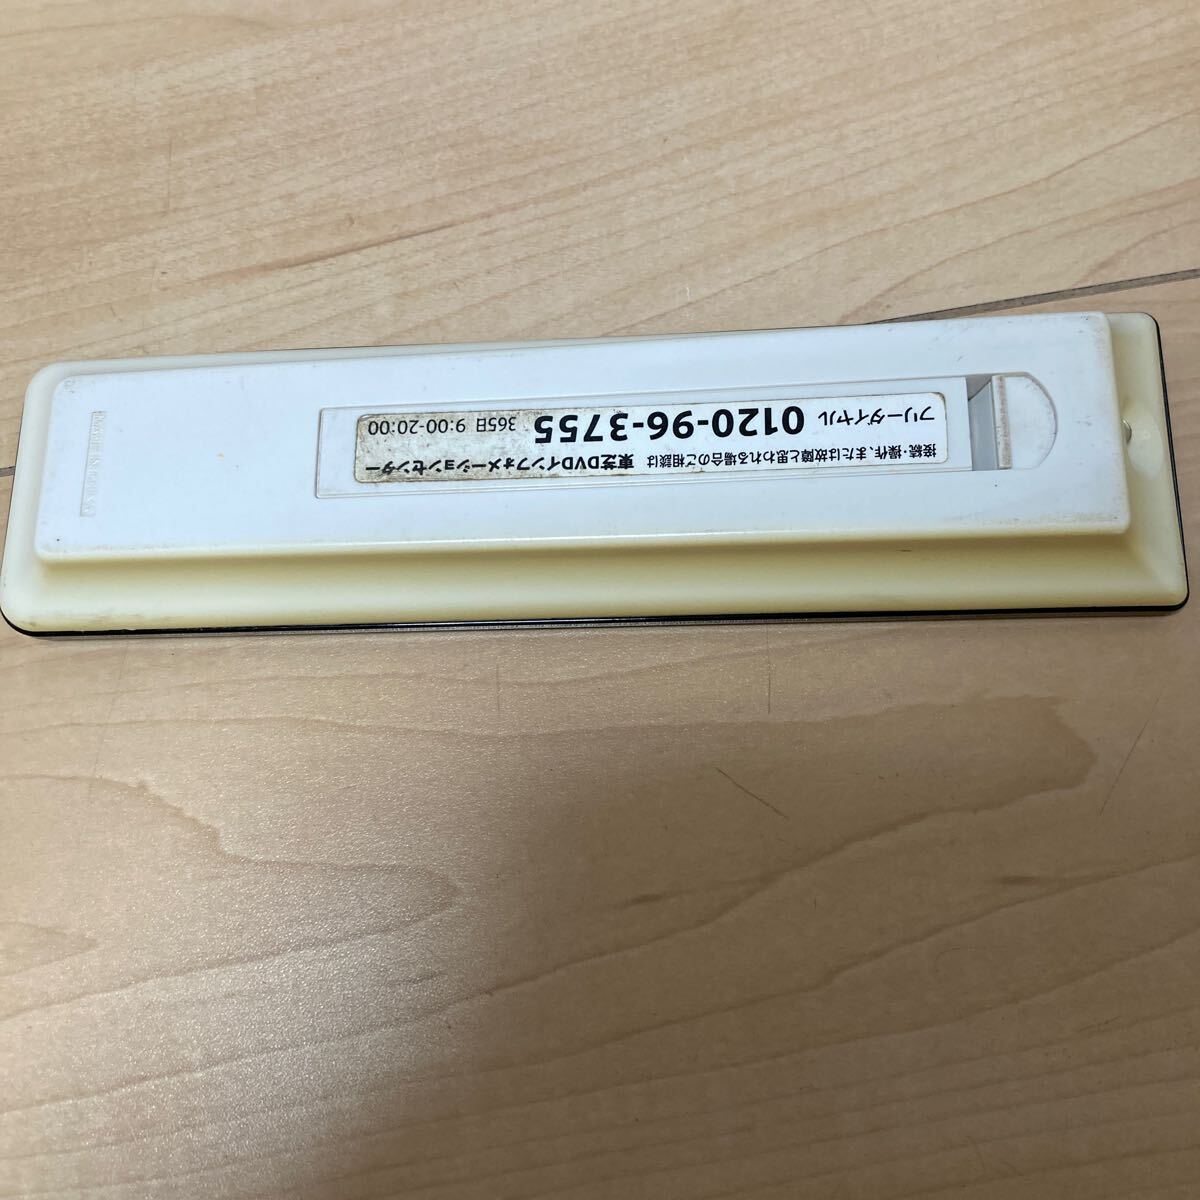 接続・操作、または故障と思われる場合のご相談は 東芝DVDインフォメーションセンター
フリーダイヤル 0120-96-3755 365日 9:00-20:00